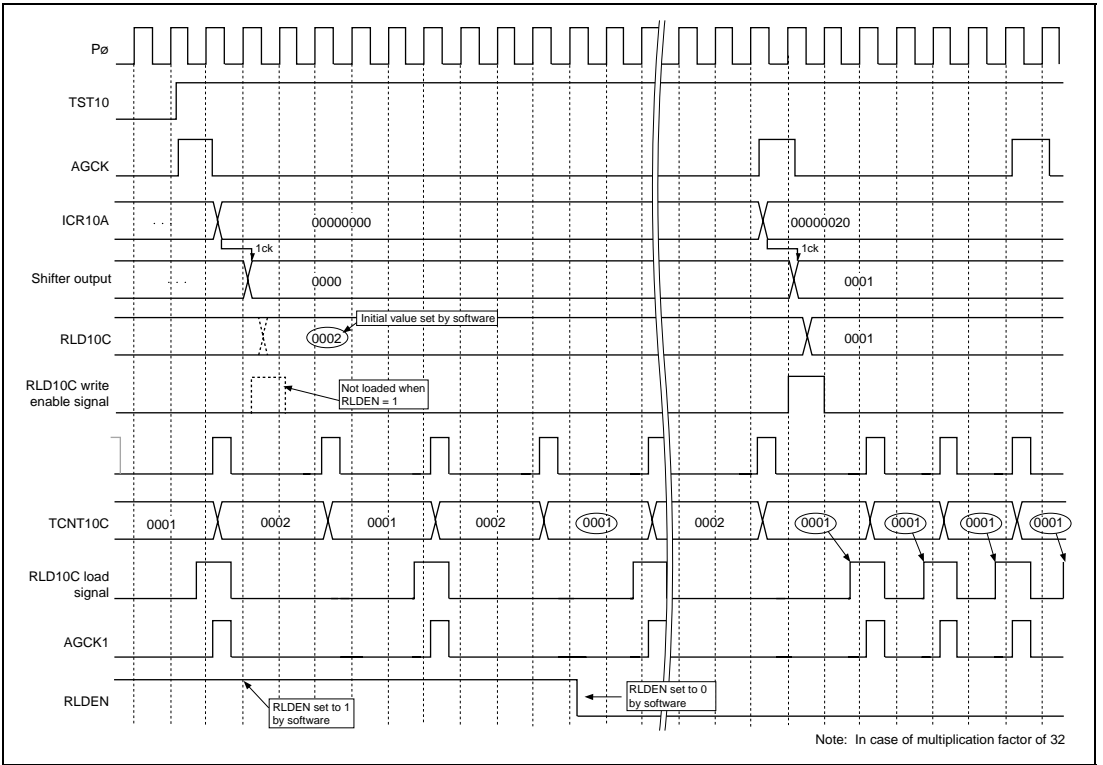 Pø
TST10
AGCK
ICR10A
. .
00000000
00000020
1ck
1ck
Shifter output
. . .
0000
0001
Initial value set by software
RLD10C
0002
0001
RLD10C write
enable signal
Not loaded when
RLDEN = 1
TCNT10C
0001
0002
0001
0002
0001
0002
0001
0001
0001
0001
RLD10C load
signal
AGCK1
RLDEN
RLDEN set to 1
by software
RLDEN set to 0
by software
Note: In case of multiplication factor of 32